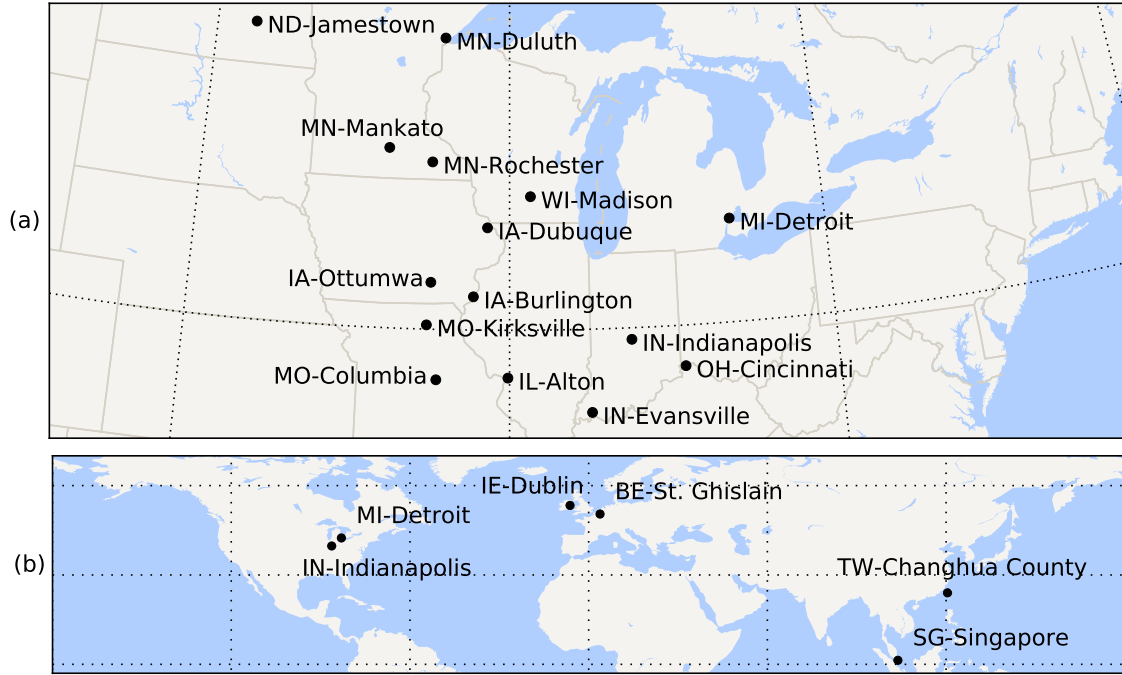 ND-Jamestown
MN-Duluth
MN-Mankato
MN-Rochester
WI-Madison
(a)
MI-Detroit
IA-Dubuque
IA-Ottumwa
IA-Burlington
MO-Kirksville
IN-Indianapolis
OH-Cincinnati
MO-Columbia
IL-Alton
IN-Evansville
IE-Dublin
BE-St. Ghislain
MI-Detroit
(b)
IN-Indianapolis
TW-Changhua County
SG-Singapore